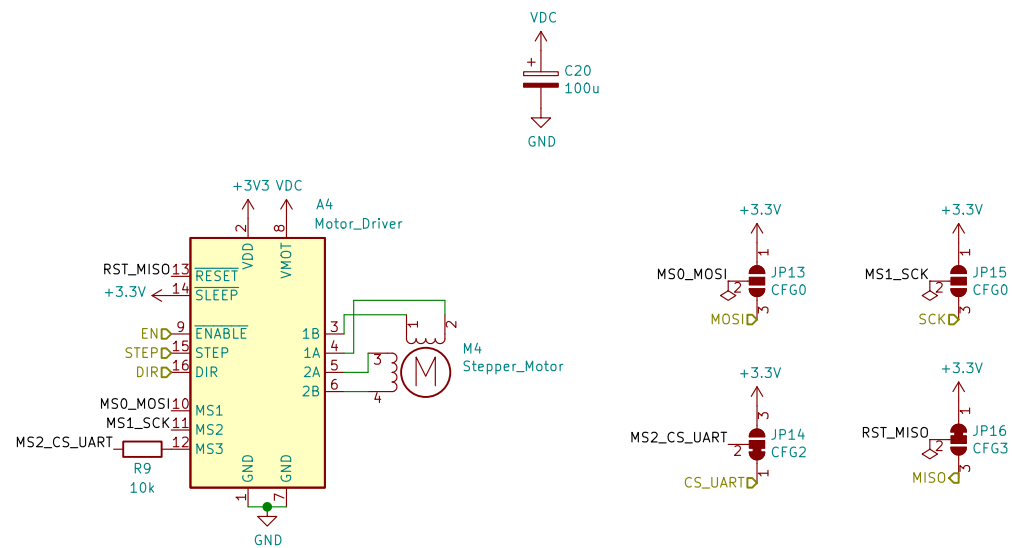 VDC
+
C20
100u
GND
+3V3 VDC
A4
Motor_Driver
2
8
VDD
VMOT
RST_MISO 13 RESET
+3.3V 14 SLEEP
EN 9 ENABLE
STEP 15 STEP
DIR 16 DIR
MS0_MOSI 10 MS1
MS1_SCK 11 MS2
MS2_CS_UART 12 MS3
R9
10k
1B 3
1A 4
2A 5
2B 6
1
2
3
4
M
M4
Stepper_Motor
GND
GND
1
7
GND
+3.3V
1
MS0_MOSI
2
JP13
CFG0
3
MOSI
+3.3V
1
MS1_SCK
2
JP15
CFG0
3
SCK
+3.3V
3
MS2_CS_UART
2
JP14
CFG2
1
CS_UART
+3.3V
1
RST_MISO
2
JP16
CFG3
3
MISO